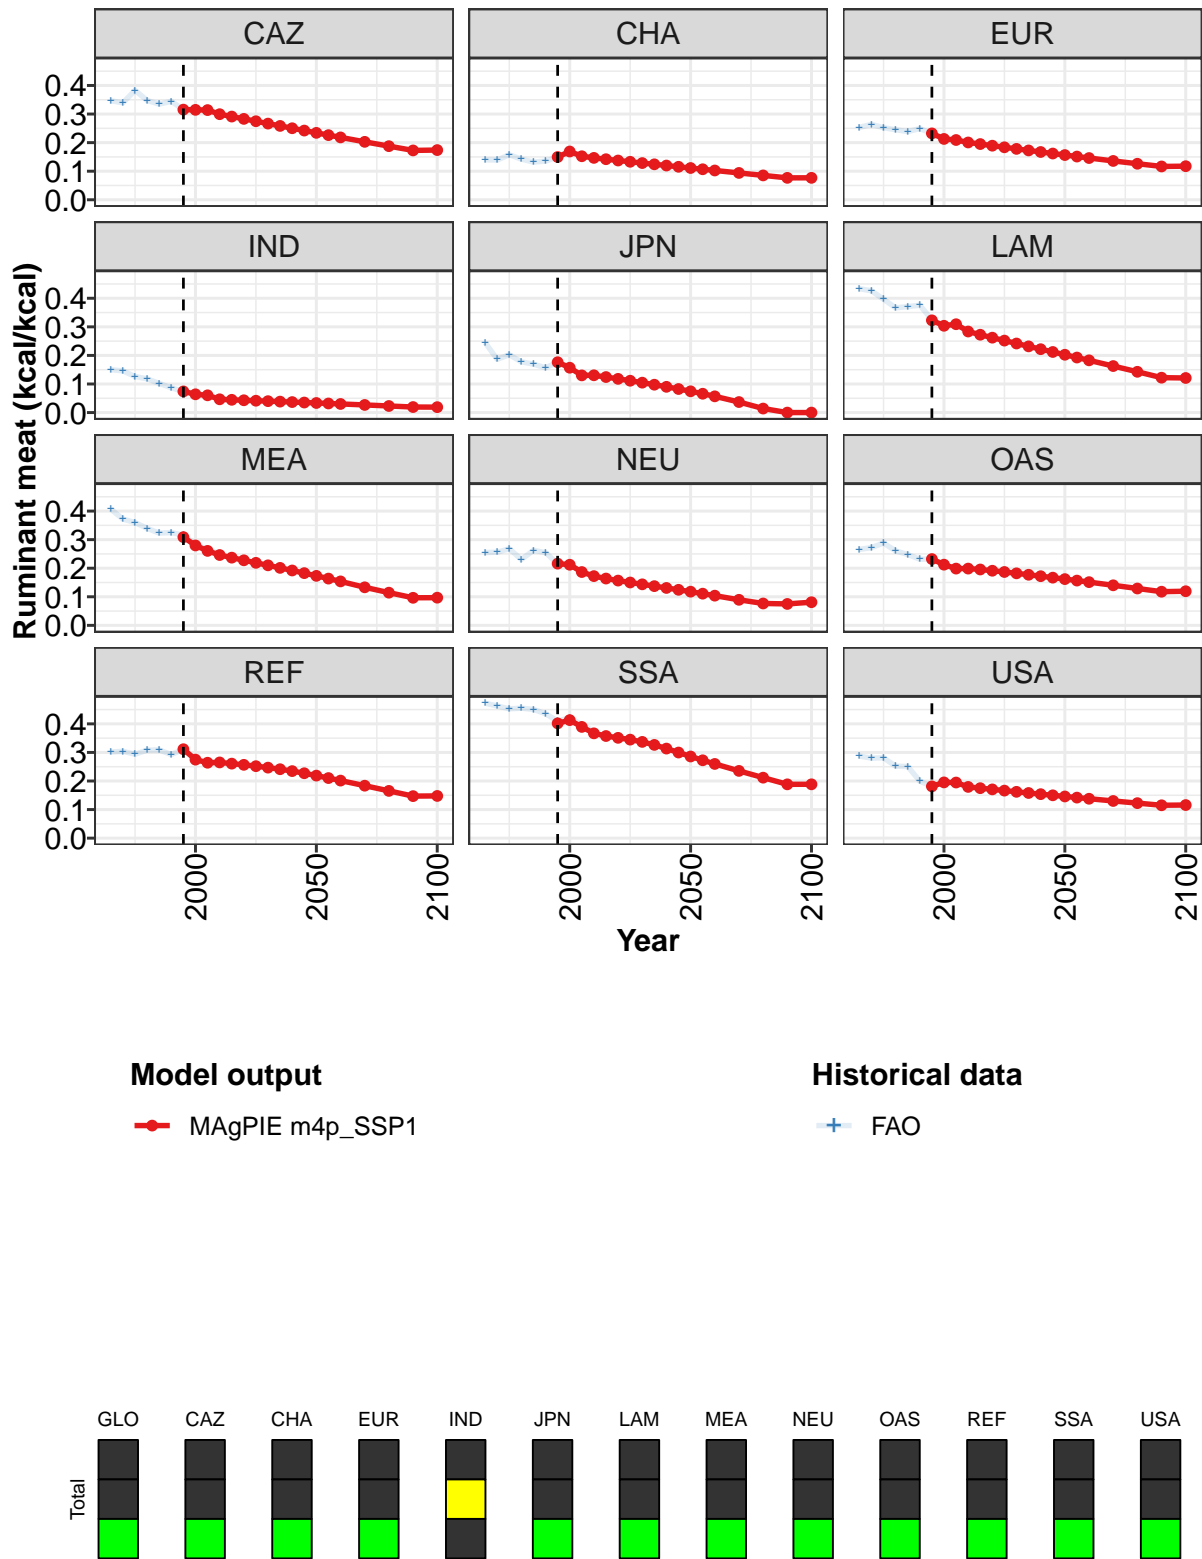 CAZ CHA EUR
0.4
0.3
0.2
0.1
0.0
IND JPN LAM
0.4
0.3
0.2
0.1
0.0
MEA NEU OAS
0.4
0.3
0.2
0.1
0.0
REF SSA USA
0.4
0.3
0.2
0.1
0.0
Ruminant meat (kcal/kcal)
2000 2050 2100 2000 2050 2100 2000 2050 2100
Year
Model output Historical data
MAgPIE m4p_SSP1 FAO
GLO CAZ CHA EUR IND JPN LAM MEA NEU OAS REF SSA USA
Total